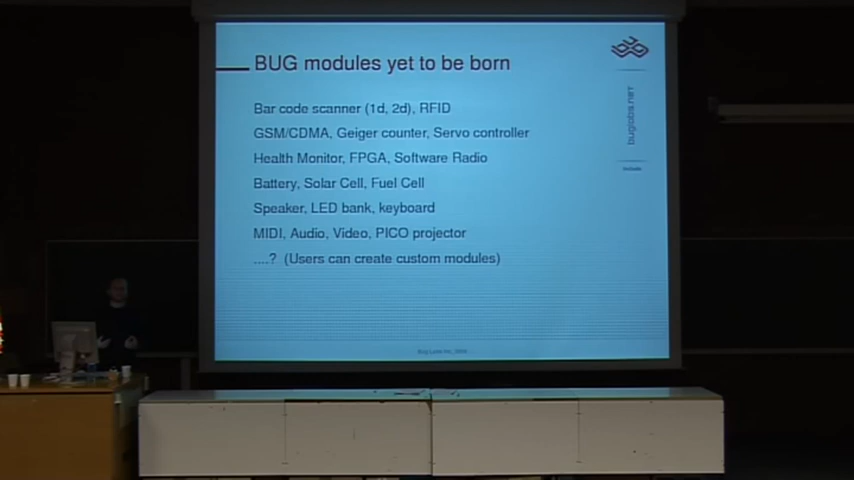 BUG modules yet to be born
Bar code scanner (1d, 2d), RFID
GSM/CDMA, Geiger counter, Servo controller
Health Monitor, FPGA, Software Radio
Battery, Solar Cell, Fuel Cell
Speaker, LED bank, keyboard
MIDI, Audio, Video, PICO projector
....? (Users can create custom modules)